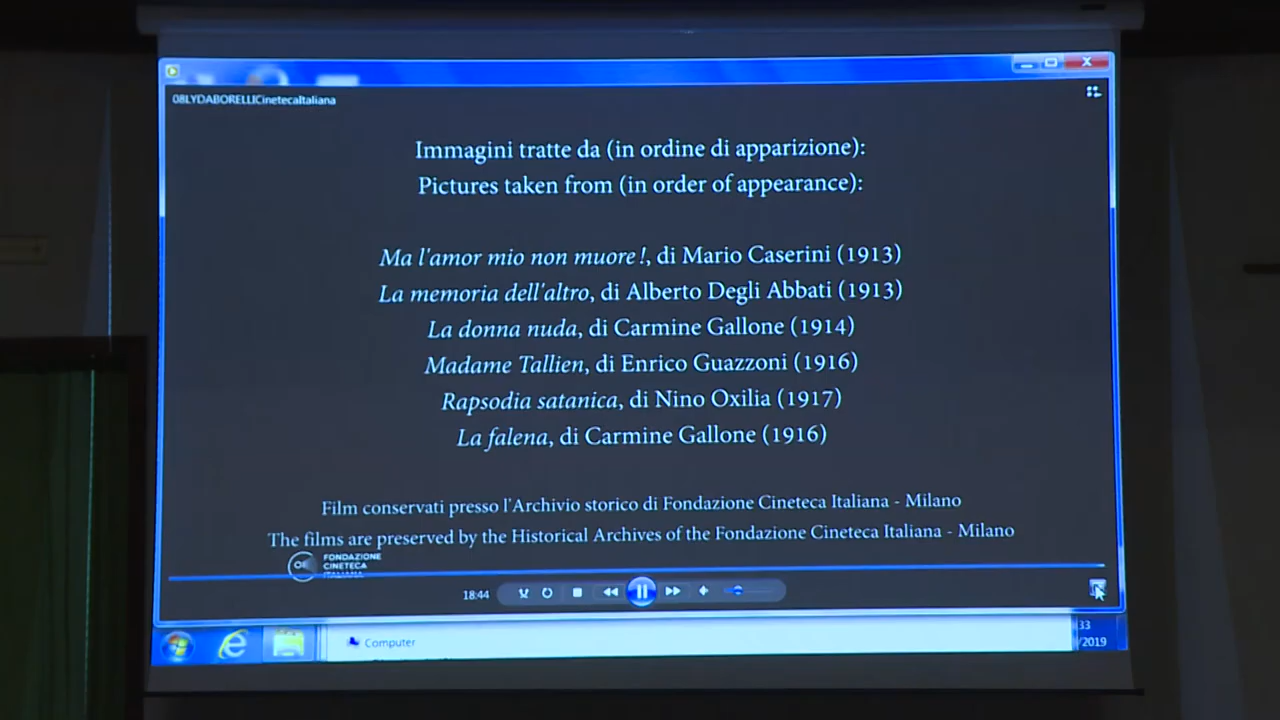 08LYDABORELLICinetecaItaliana
Immagini tratte da (in ordine di apparizione):
Pictures taken from (in order of appearance):
Ma l'amor mio non muore!, di Mario Caserini (1913)
La memoria dell'altro, di Alberto Degli Abbati (1913)
La donna nuda, di Carmine Gallone (1914)
Madame Tallien, di Enrico Guazzoni (1916)
Rapsodia satanica, di Nino Oxilia (1917)
La falena, di Carmine Gallone (1916)
Film conservati presso l'Archivio storico di Fondazione Cineteca Italiana - Milano
The films are preserved by the Historical Archives of the Fondazione Cineteca Italiana - Milano
FONDAZIONE
CINETECA
ITALIANA
18:44
Computer
33
/2019